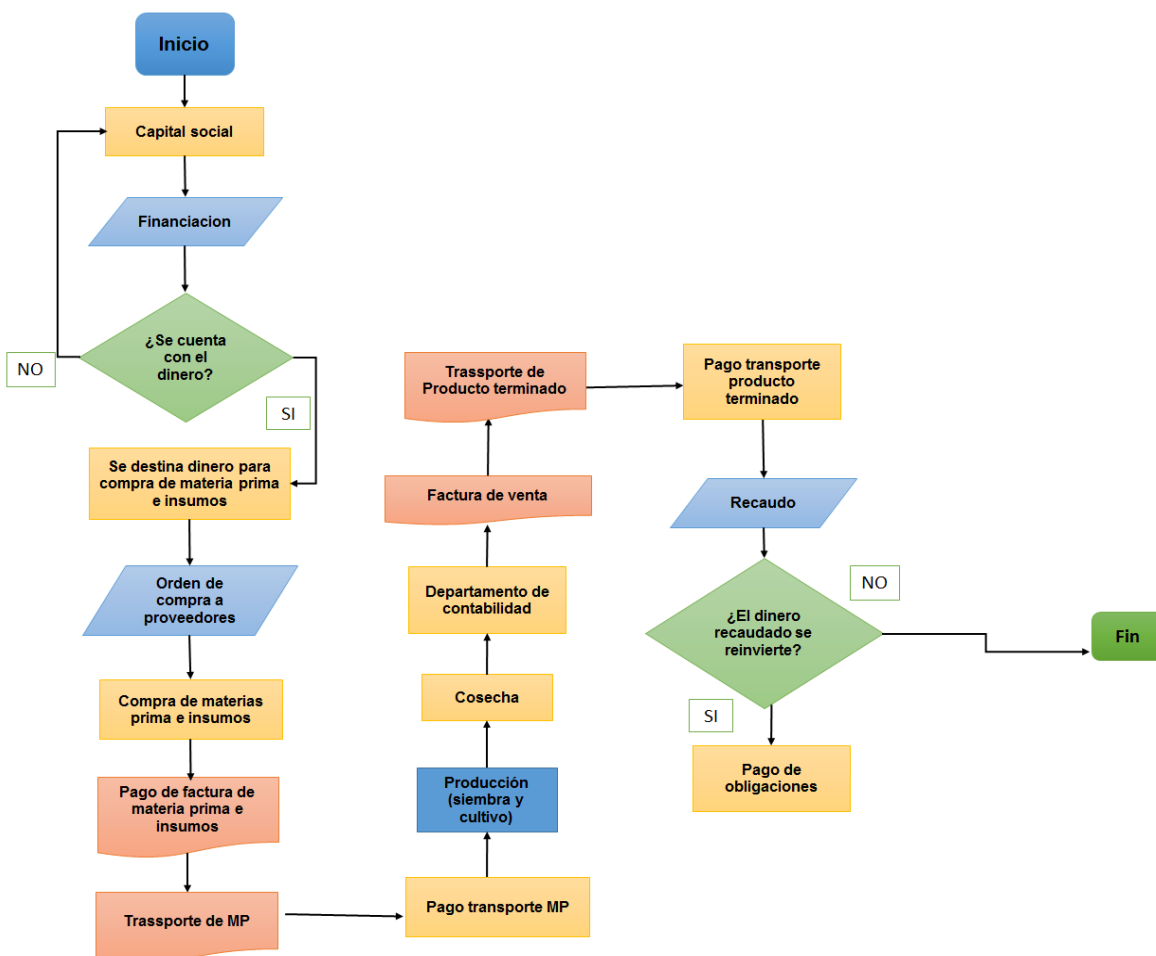 Inicio
Capital social
Financiacion
¿Se cuenta
con el
dinero?
NO
SI
Se destina dinero para
compra de materia prima
e insumos
Orden de
compra a
proveedores
Compra de materias
prima e insumos
Pago de factura de
materia prima e
insumos
Trassporte de MP
Pago transporte MP
Producción
(siembra y
cultivo)
Cosecha
Departamento de
contabilidad
Factura de venta
Trassporte de
Producto terminado
Pago transporte
producto
terminado
Recaudo
¿El dinero
recaudado se
reinvierte?
NO
Fin
SI
Pago de
obligaciones